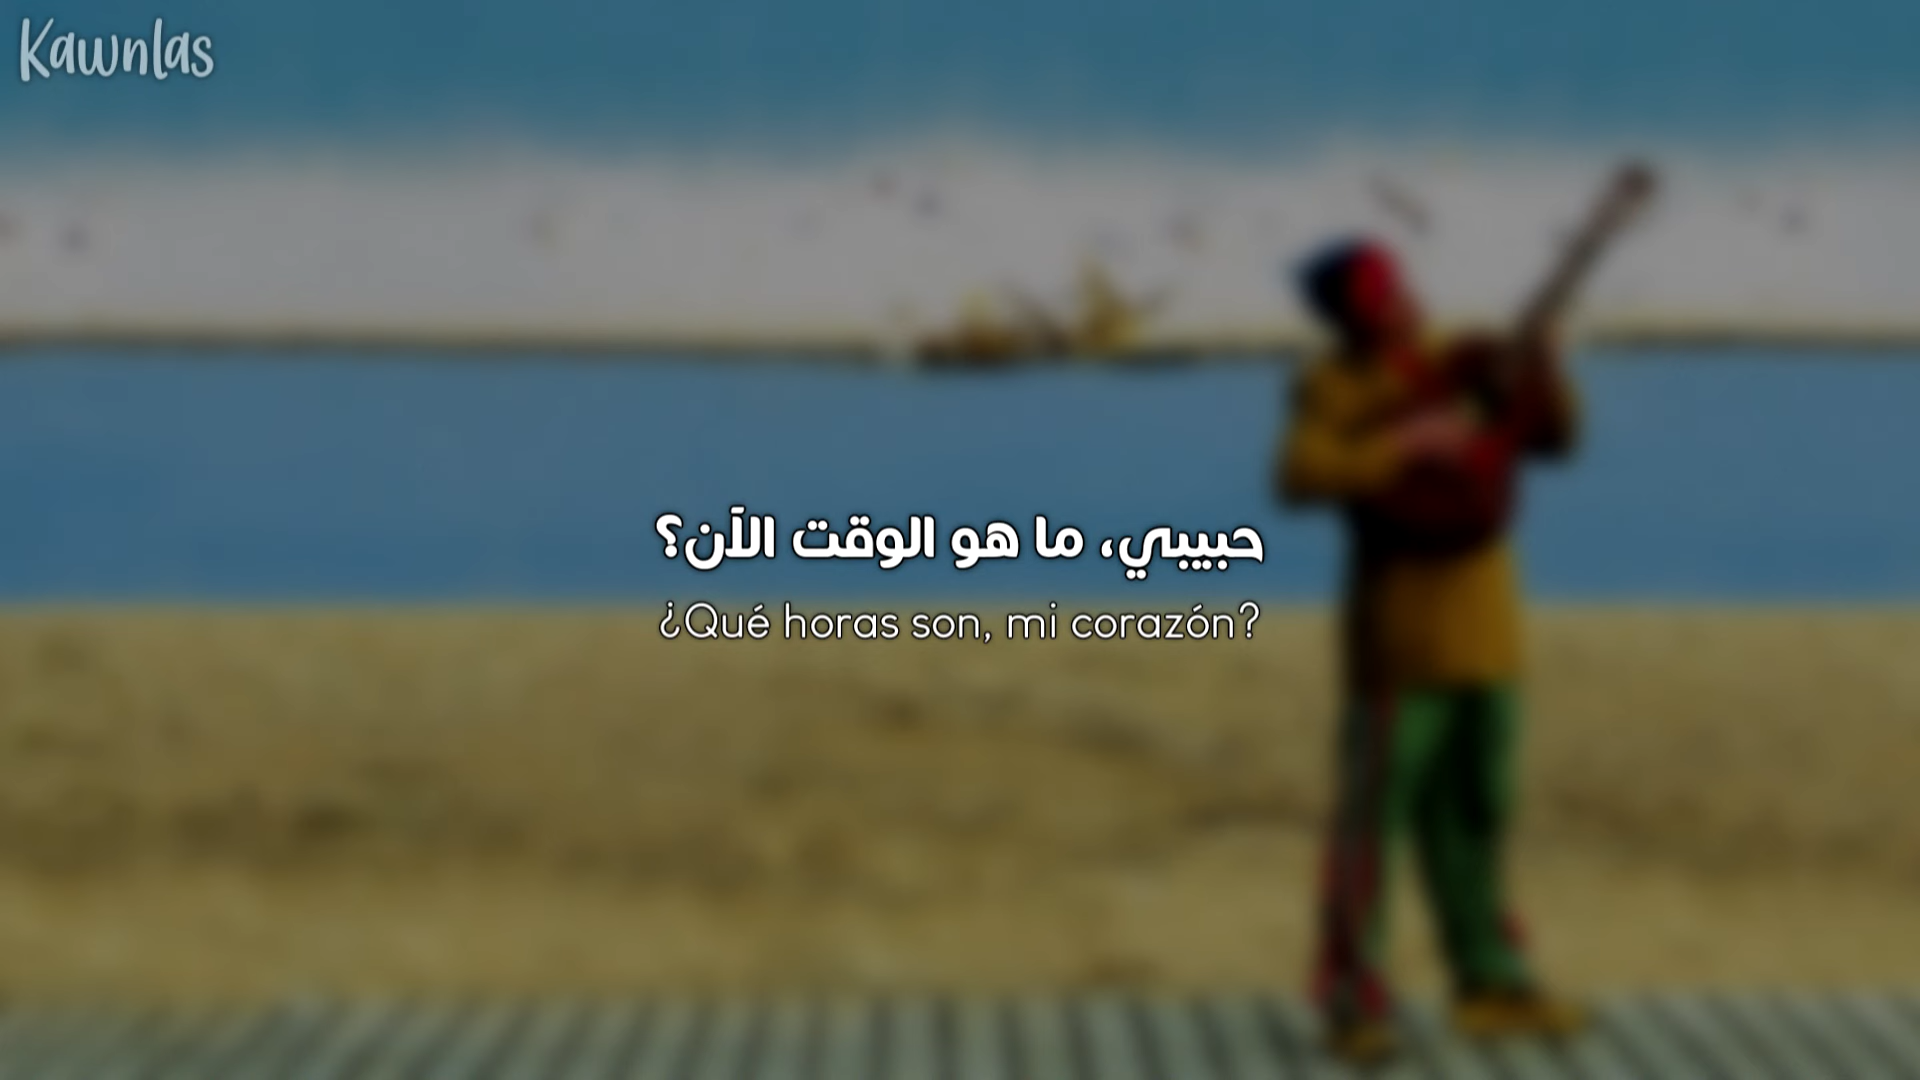 Kawnlas
حبيبي، ما هو الوقت الآن؟
¿Qué horas son, mi corazón?